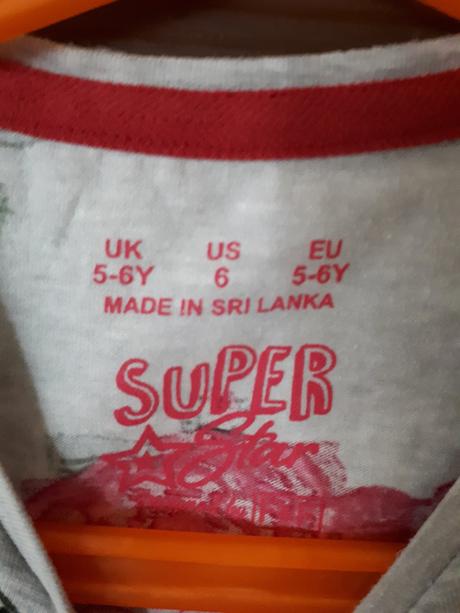 UK US EU
5-6Y 6 5-6Y
MADE IN SRI LANKA
SUPER
Star